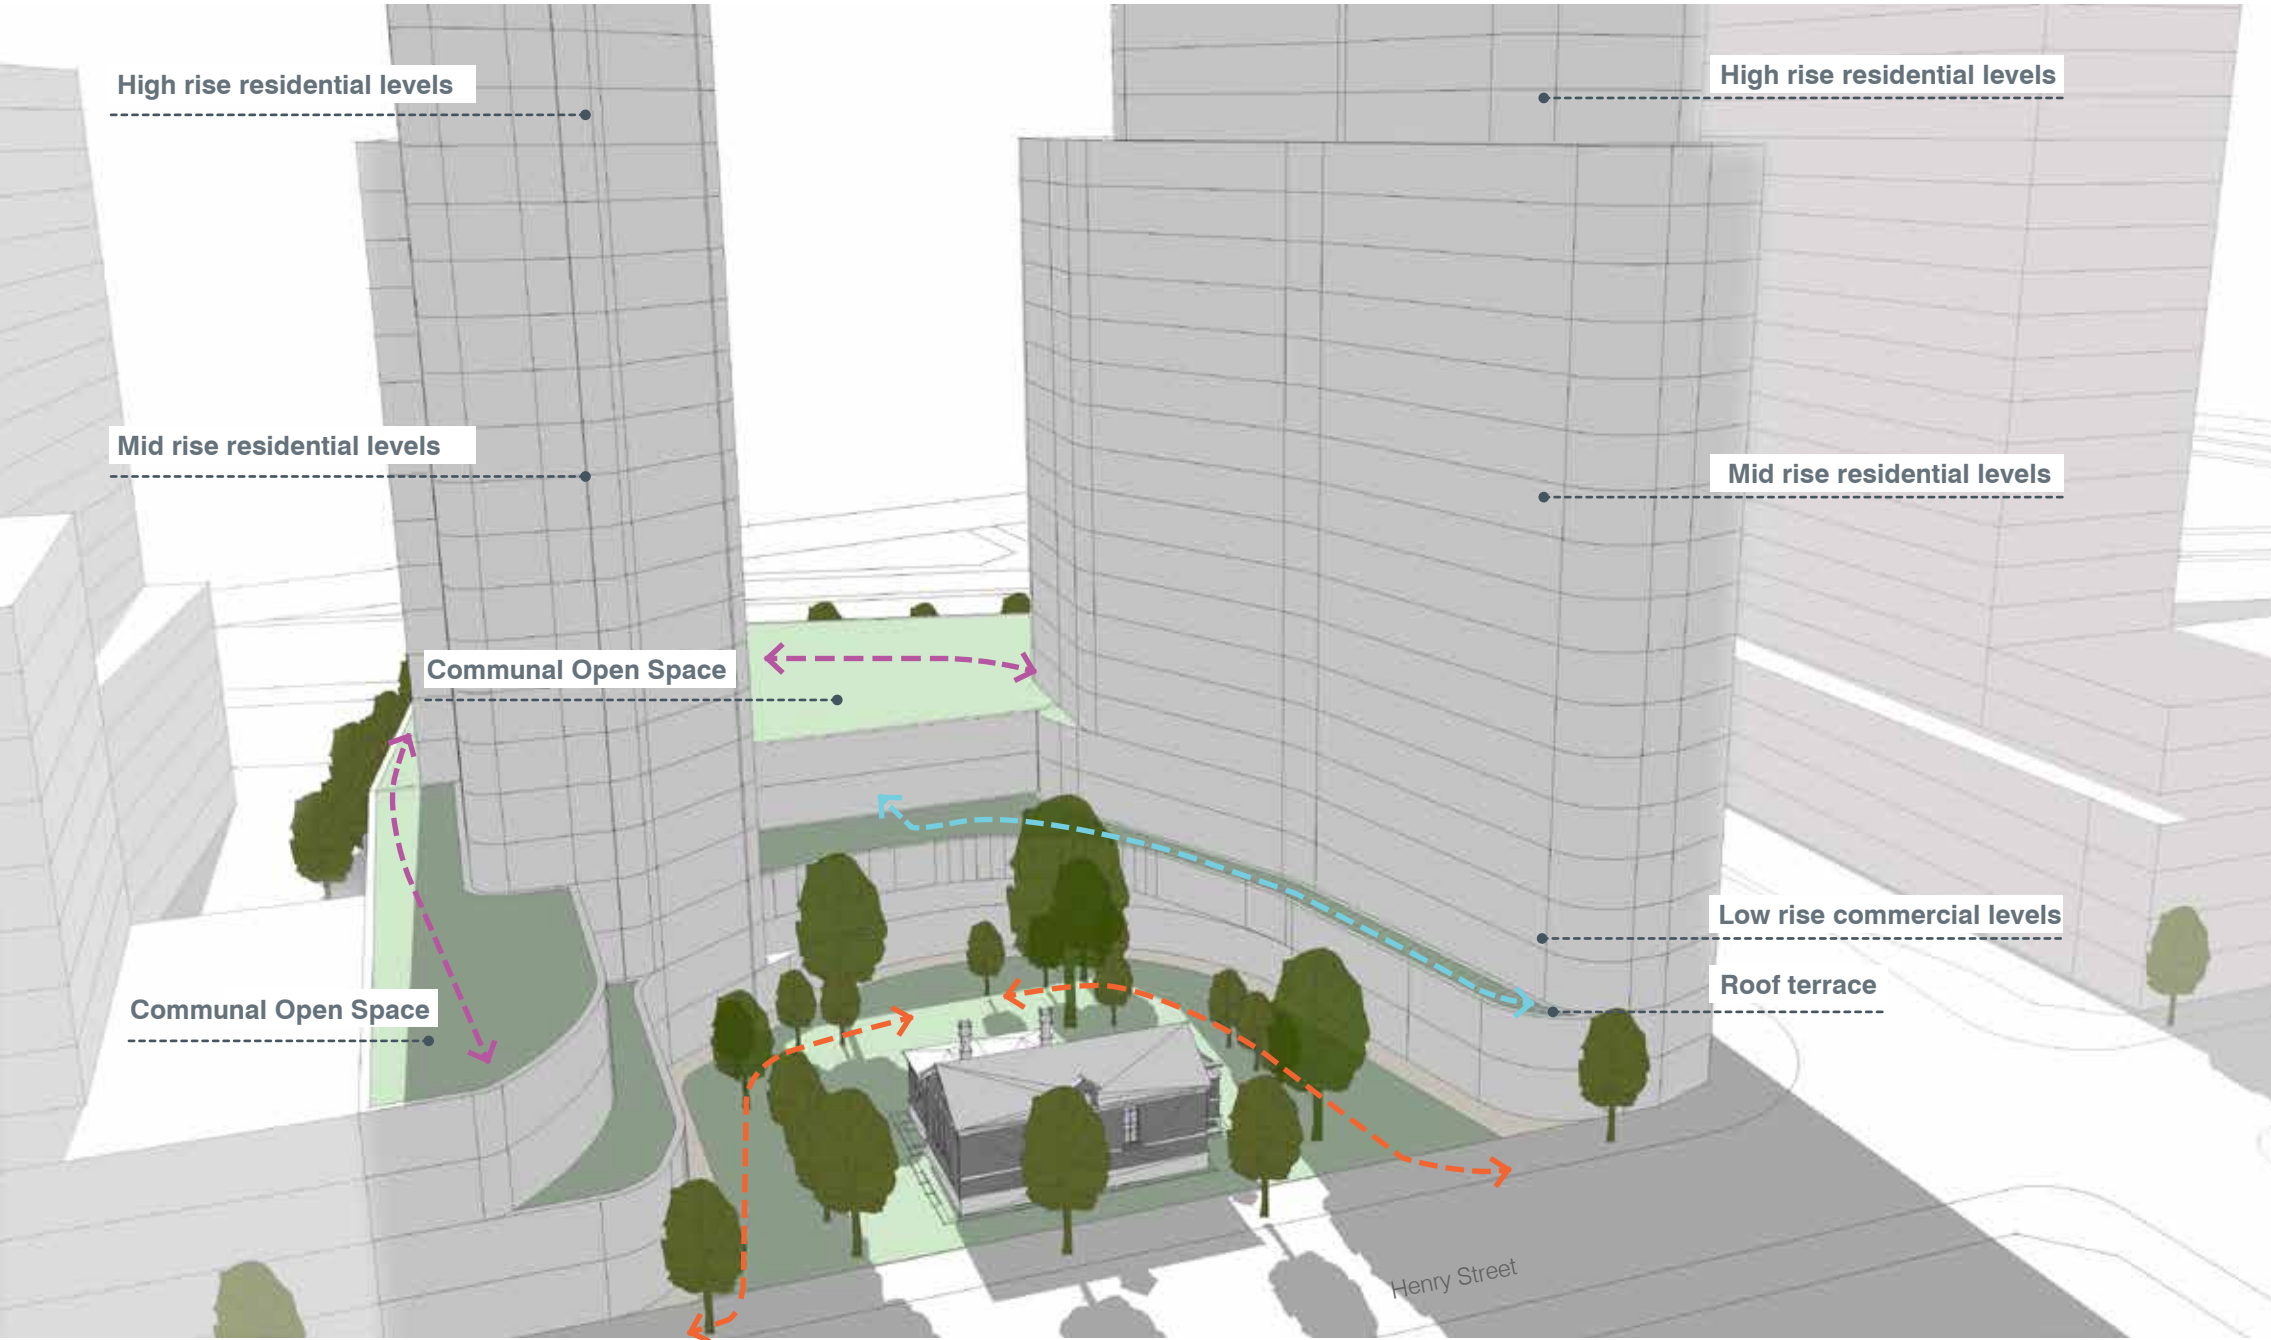 High rise residential levels
High rise residential levels
Mid rise residential levels
Mid rise residential levels
Communal Open Space
Low rise commercial levels
Roof terrace
Communal Open Space
Henry Street